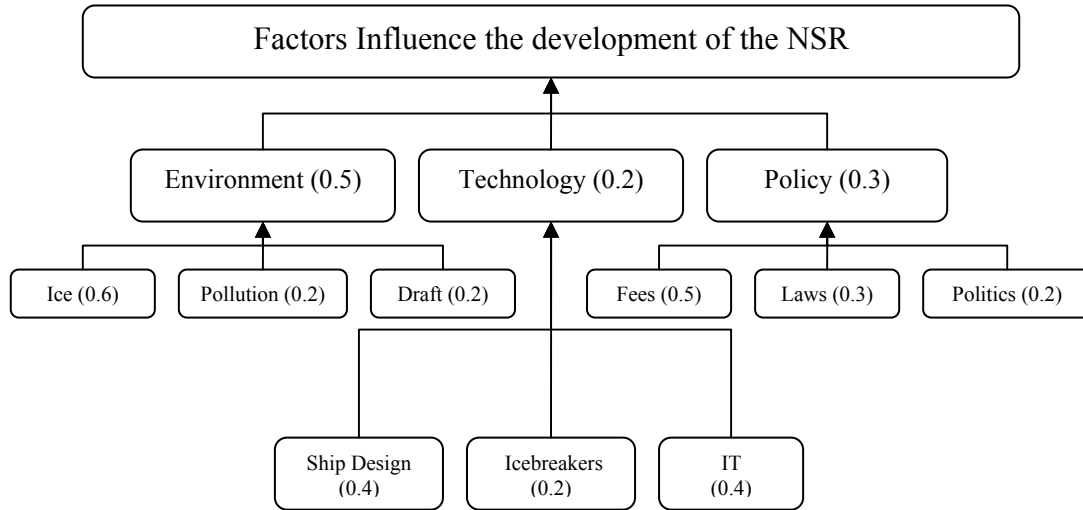 Factors Influence the development of the NSR
Environment (0.5)
Technology (0.2)
Policy (0.3)
Ice (0.6)
Pollution (0.2)
Draft (0.2)
Fees (0.5)
Laws (0.3)
Politics (0.2)
Ship Design
(0.4)
Icebreakers
(0.2)
IT
(0.4)